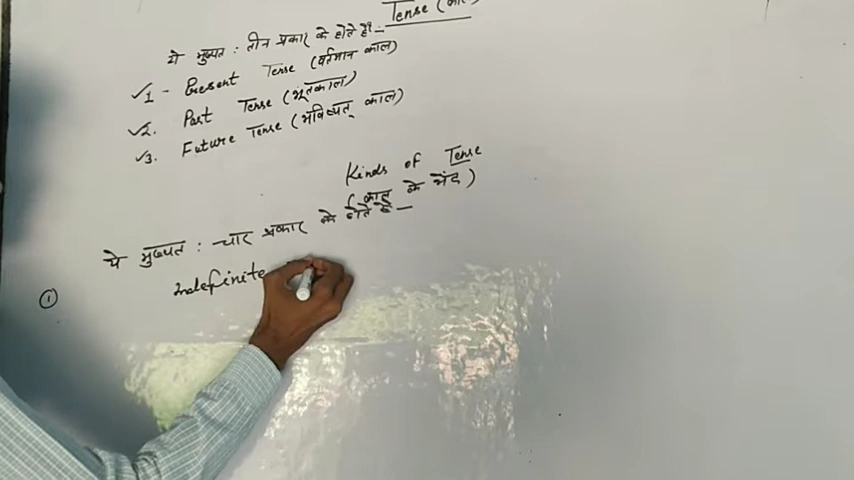 Tense (काल
ये मुख्यत : तीन प्रकार के होते हैं -
✓1 - Present Tense (वर्तमान काल)
✓2. Past Tense (भूतकाल)
✓3. Future Tense (भविष्यत् काल)
Kinds of Tense
(काल के भेद)
ये मुख्यत : चार प्रकार के होते हैं —
① Indefinite